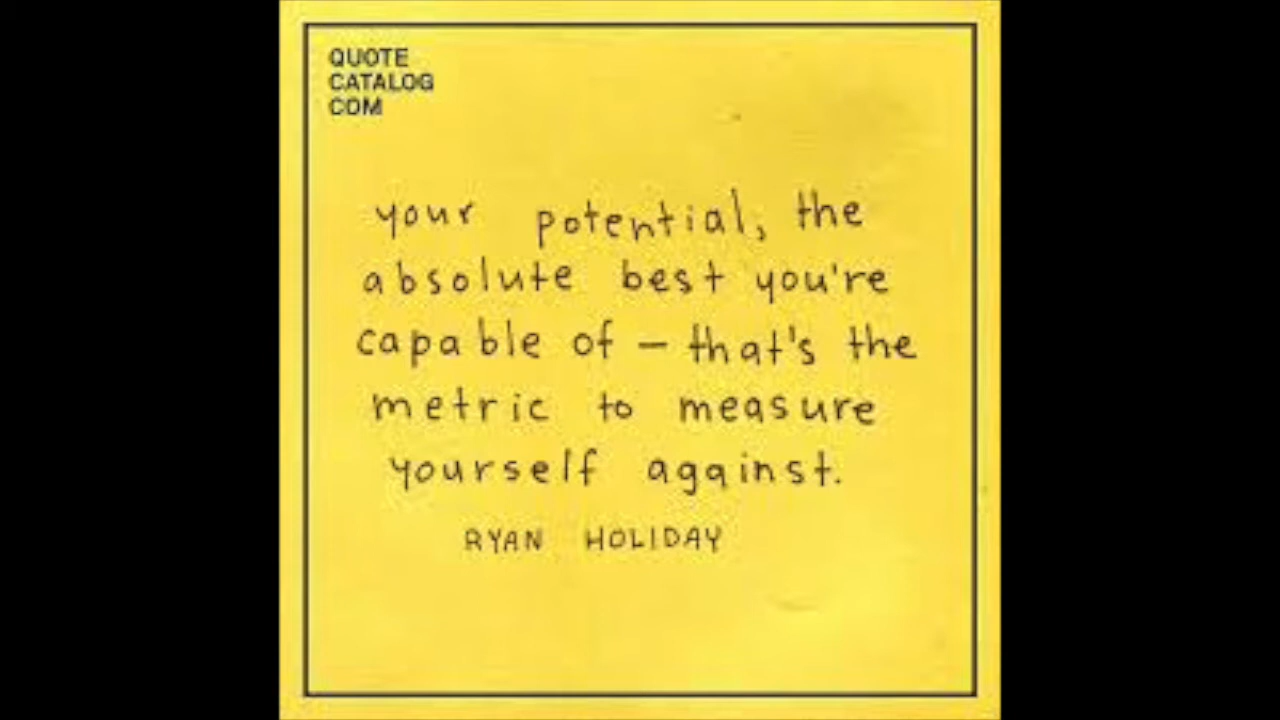 QUOTE
CATALOG
COM
your potential, the
absolute best you're
capable of — that's the
metric to measure
yourself against.
RYAN HOLIDAY